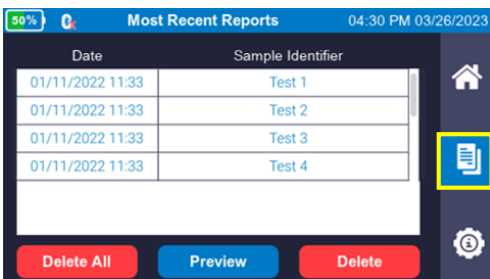 50% Most Recent Reports 04:30 PM 03/26/2023
Date Sample Identifier
01/11/2022 11:33 Test 1
01/11/2022 11:33 Test 2
01/11/2022 11:33 Test 3
01/11/2022 11:33 Test 4
Delete All Preview Delete